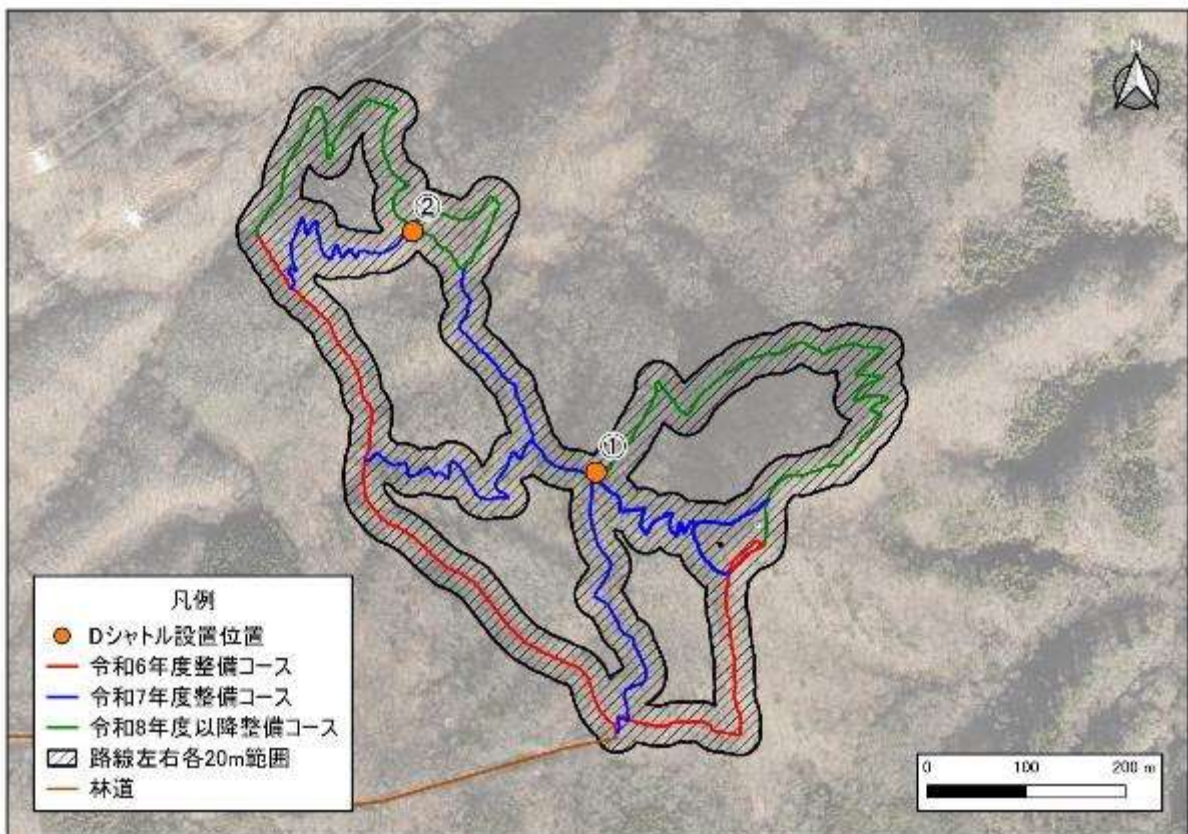 N
②
①
凡例
Dシャトル設置位置
令和6年度整備コース
令和7年度整備コース
令和8年度以降整備コース
路線左右各20m範囲
林道
0 100 200 m